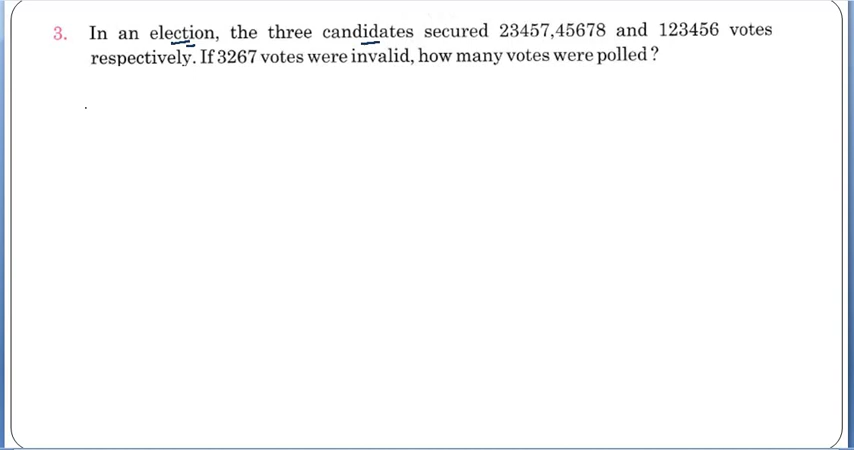 3. In an election, the three candidates secured 23457,45678 and 123456 votes
respectively. If 3267 votes were invalid, how many votes were polled ?